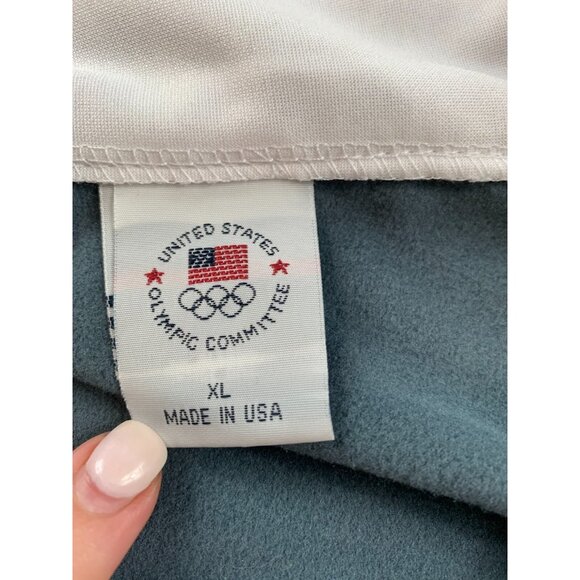 UNITED STATES
OLYMPIC COMMITTEE
XL
MADE IN USA